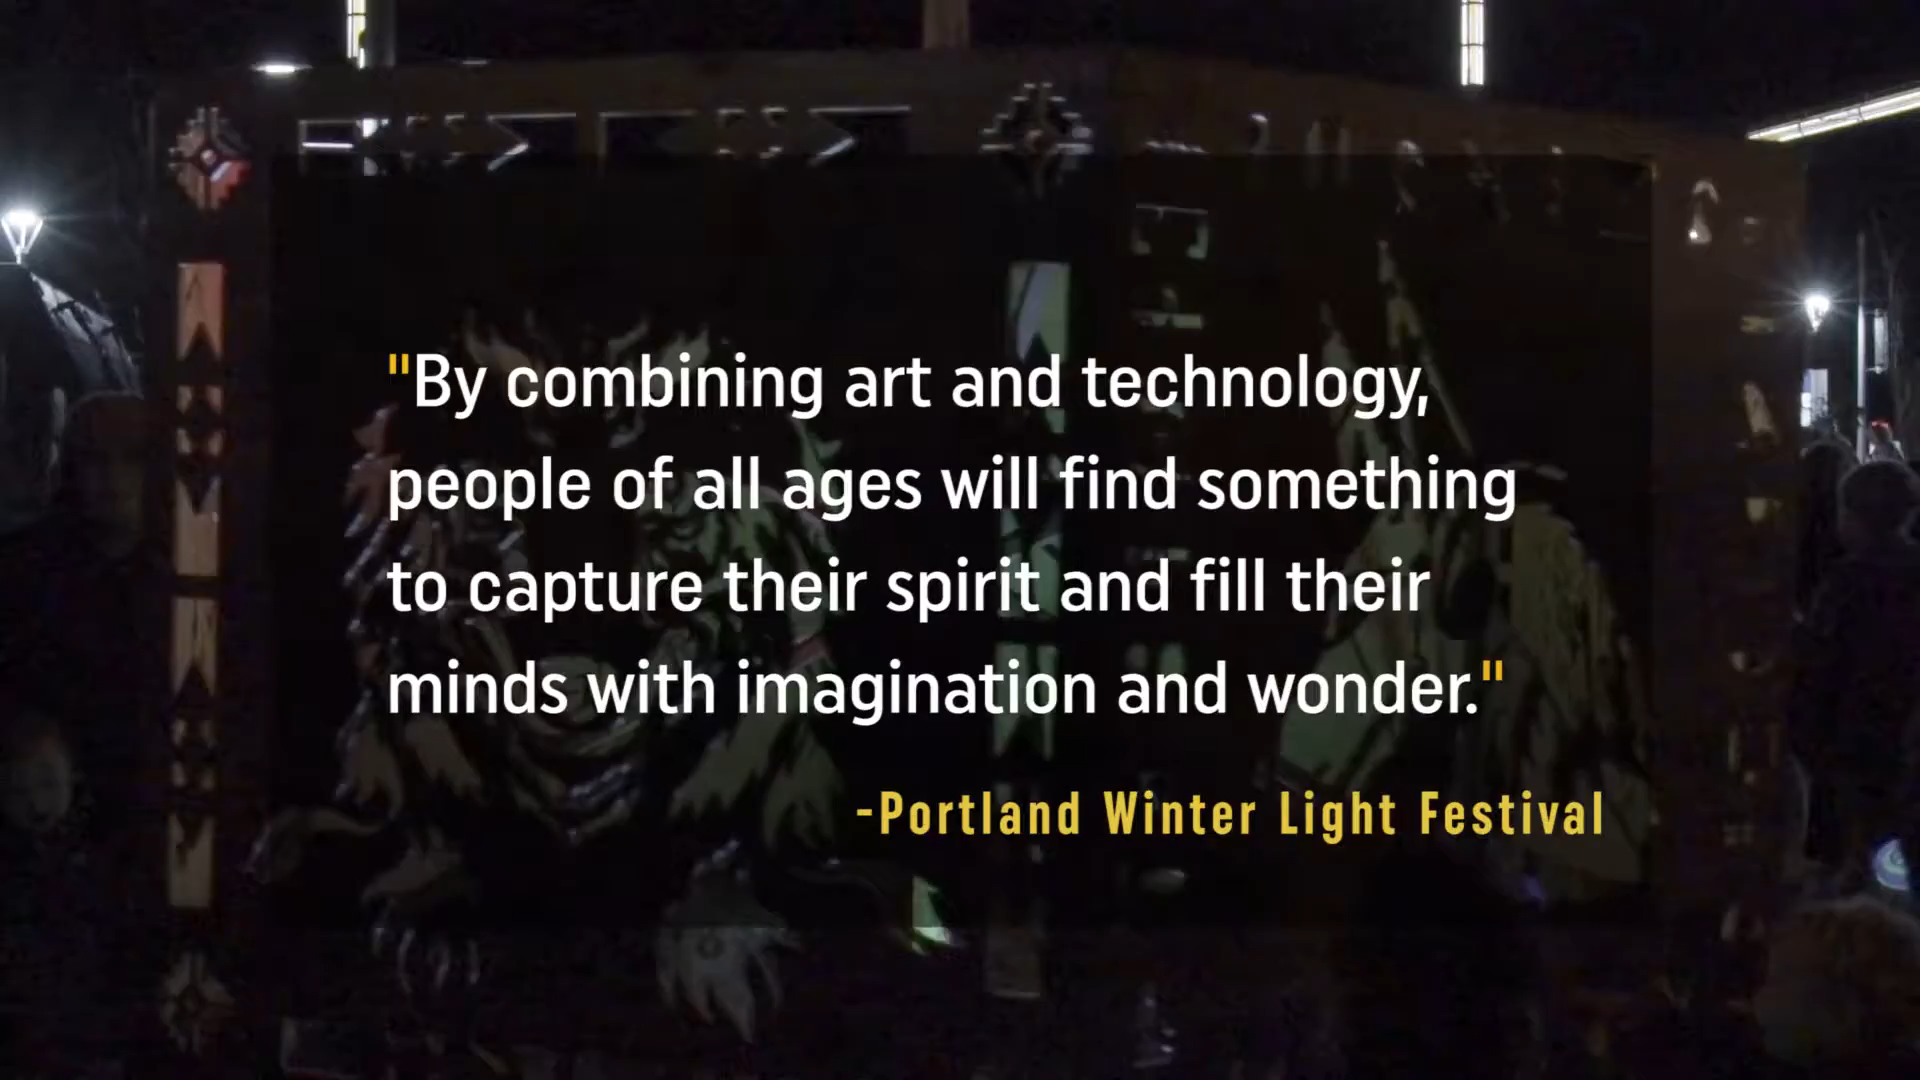 "By combining art and technology,
people of all ages will find something
to capture their spirit and fill their
minds with imagination and wonder."
-Portland Winter Light Festival